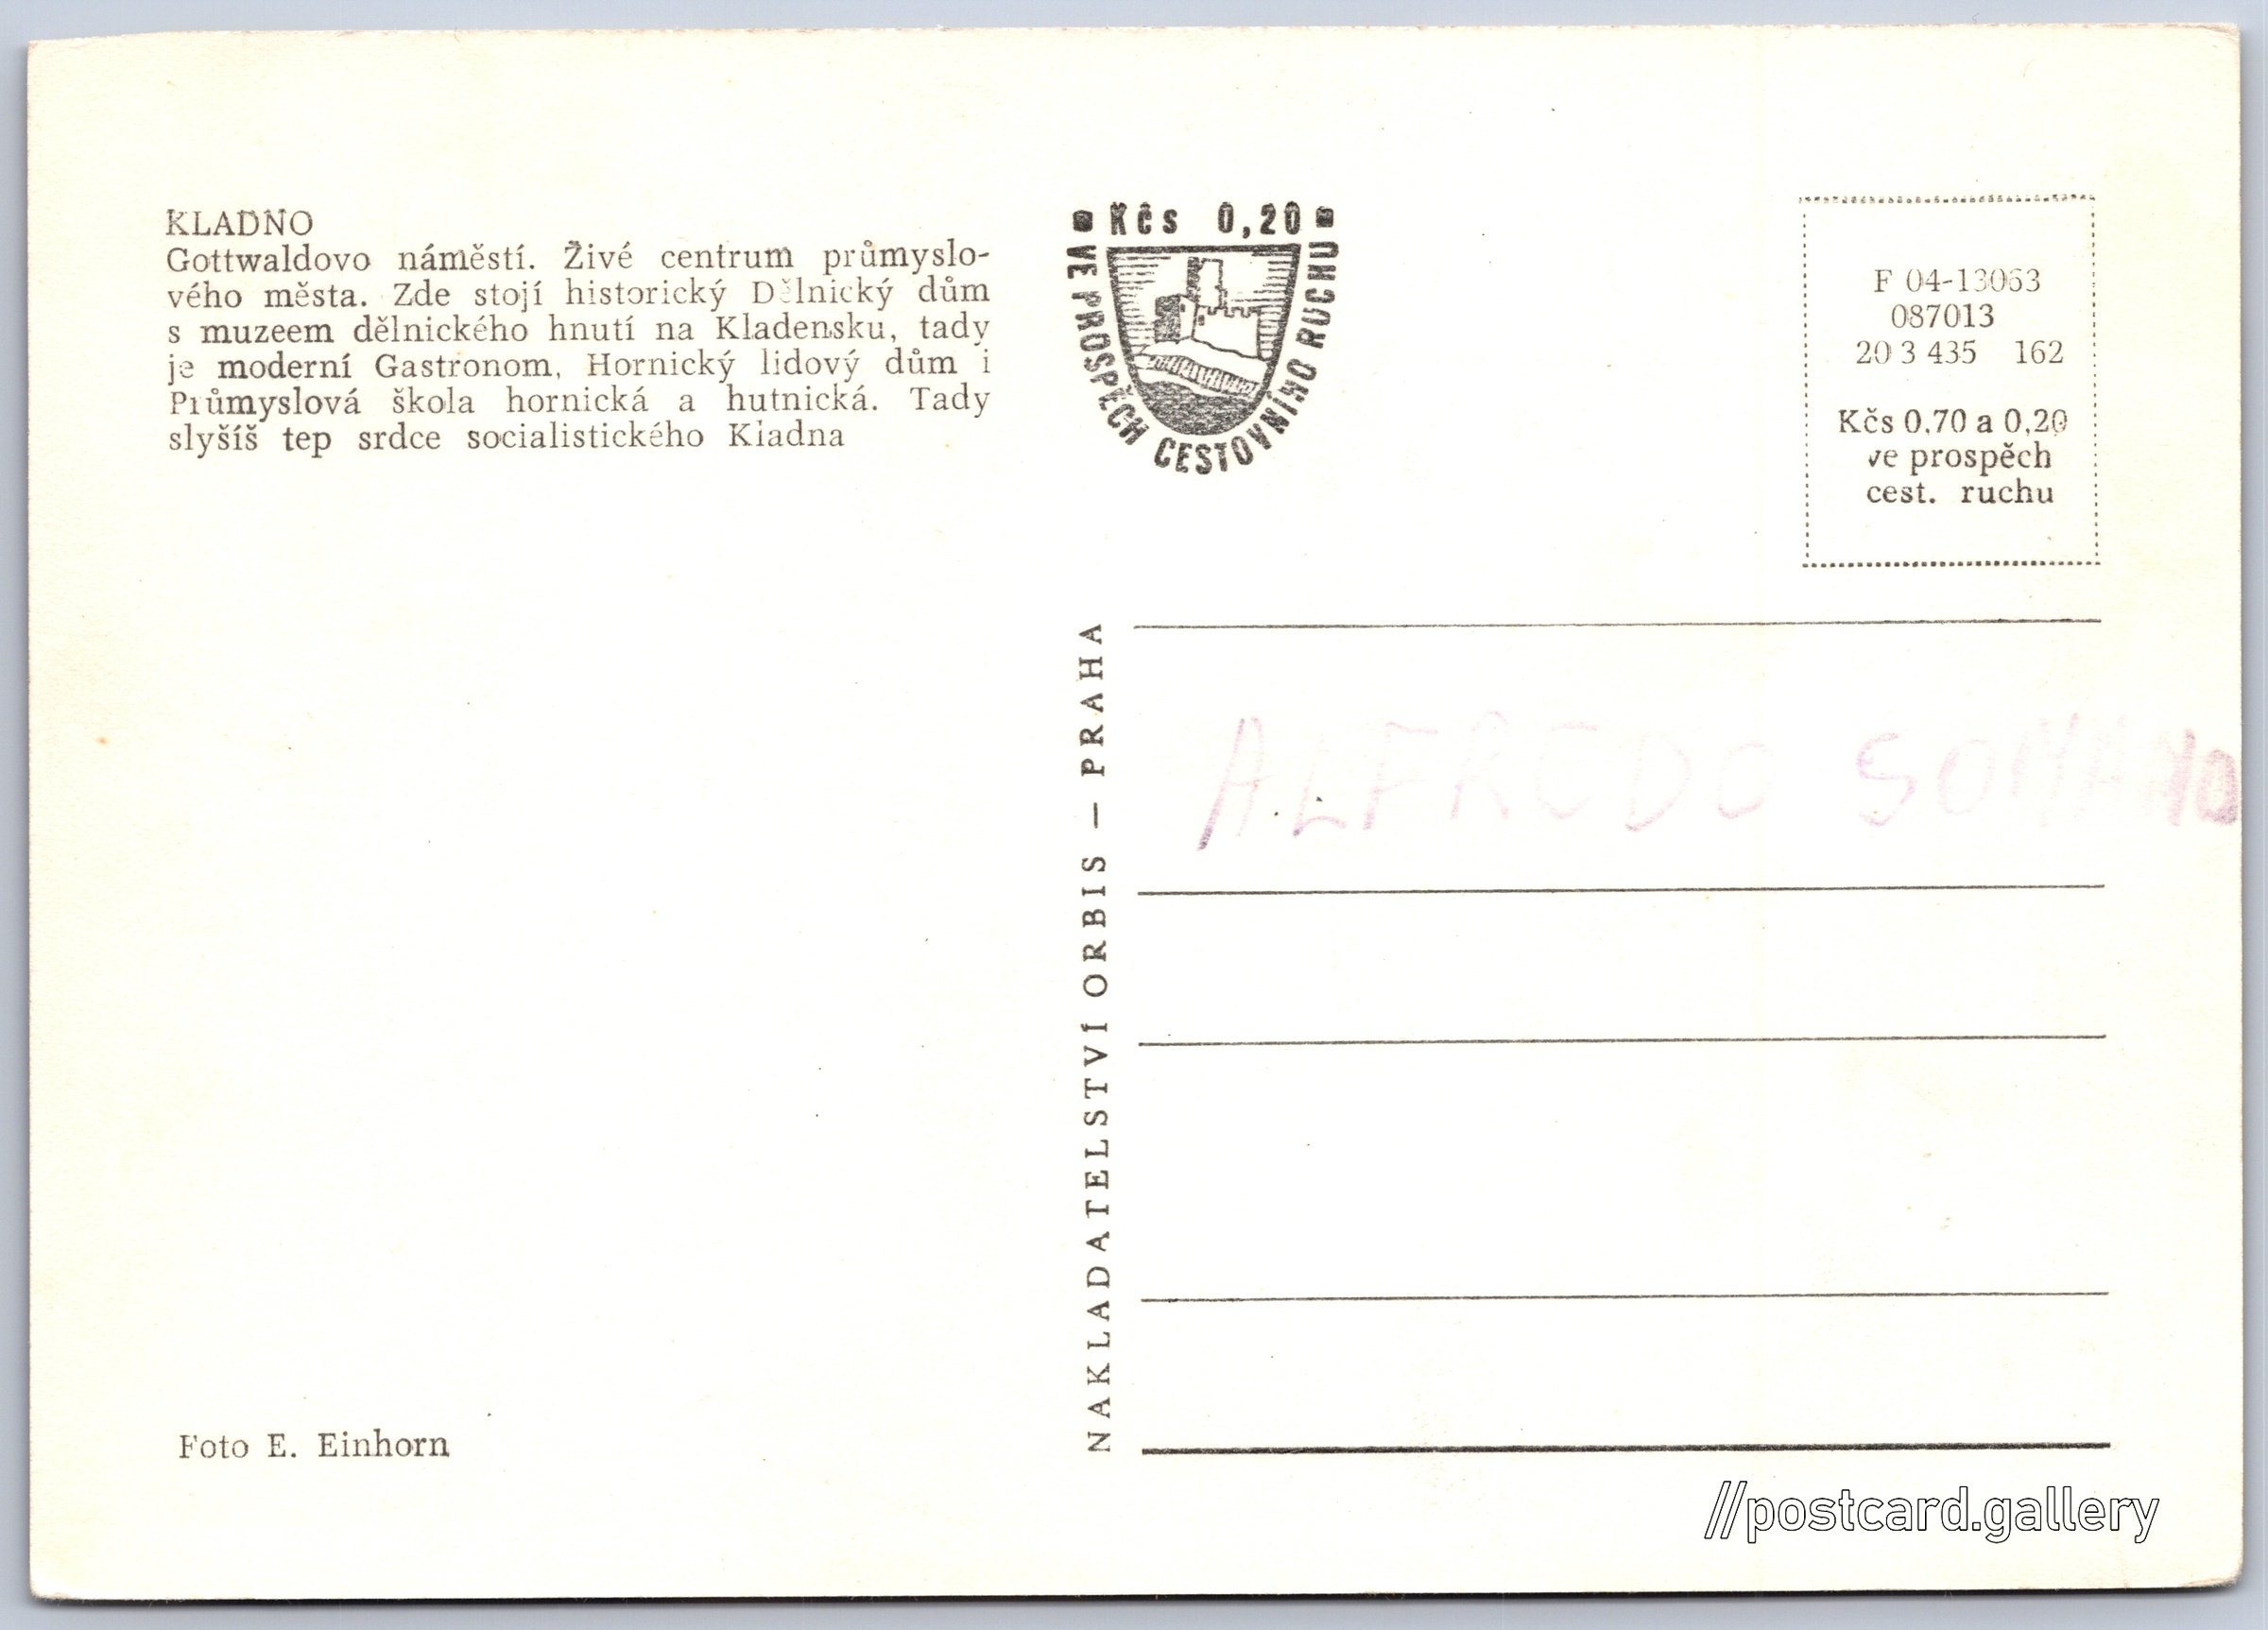 KLADNO
Gottwaldovo náměstí. Živé centrum průmyslo-
vého města. Zde stojí historický Dělnický dům
s muzeem dělnického hnutí na Kladensku, tady
je moderní Gastronom, Hornický lidový dům i
Průmyslová škola hornická a hutnická. Tady
slyšíš tep srdce socialistického Kladna
Kčs 0,20
VE PROSPĚCH CESTOVNÍHO RUCHU
F 04-13063
087013
20 3 435 162
Kčs 0,70 a 0,20
ve prospěch
cest. ruchu
NAKLADATELSTVÍ ORBIS — PRAHA
ALFREDO
Foto E. Einhorn
//postcard.gallery